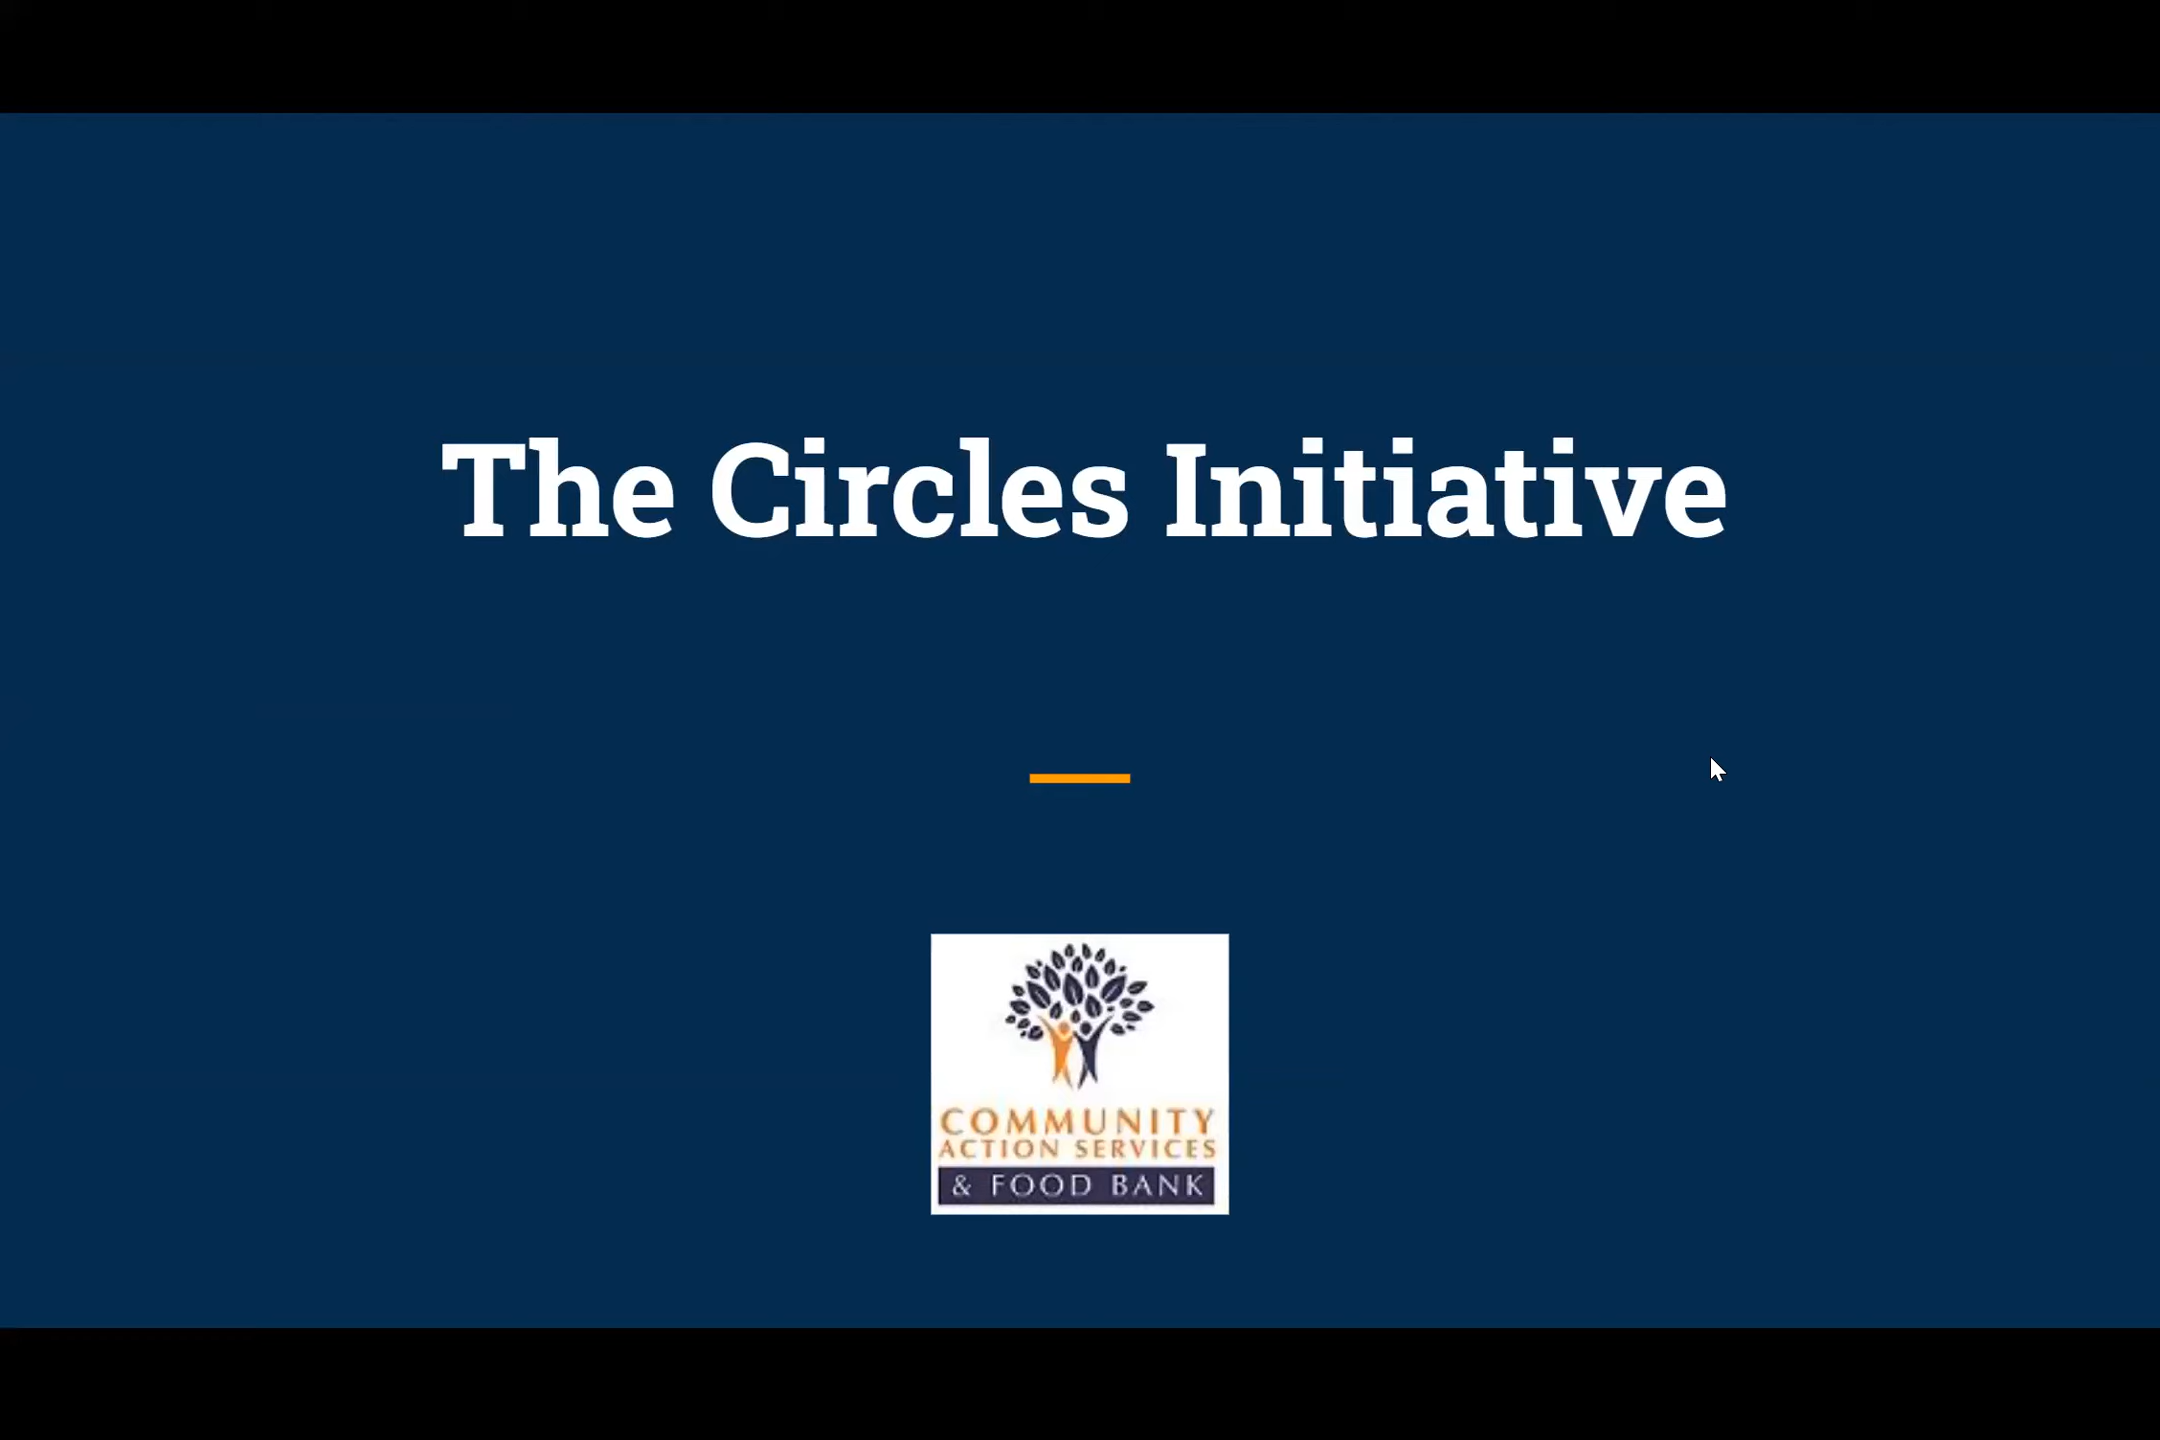 The Circles Initiative
COMMUNITY
ACTION SERVICES
& FOOD BANK